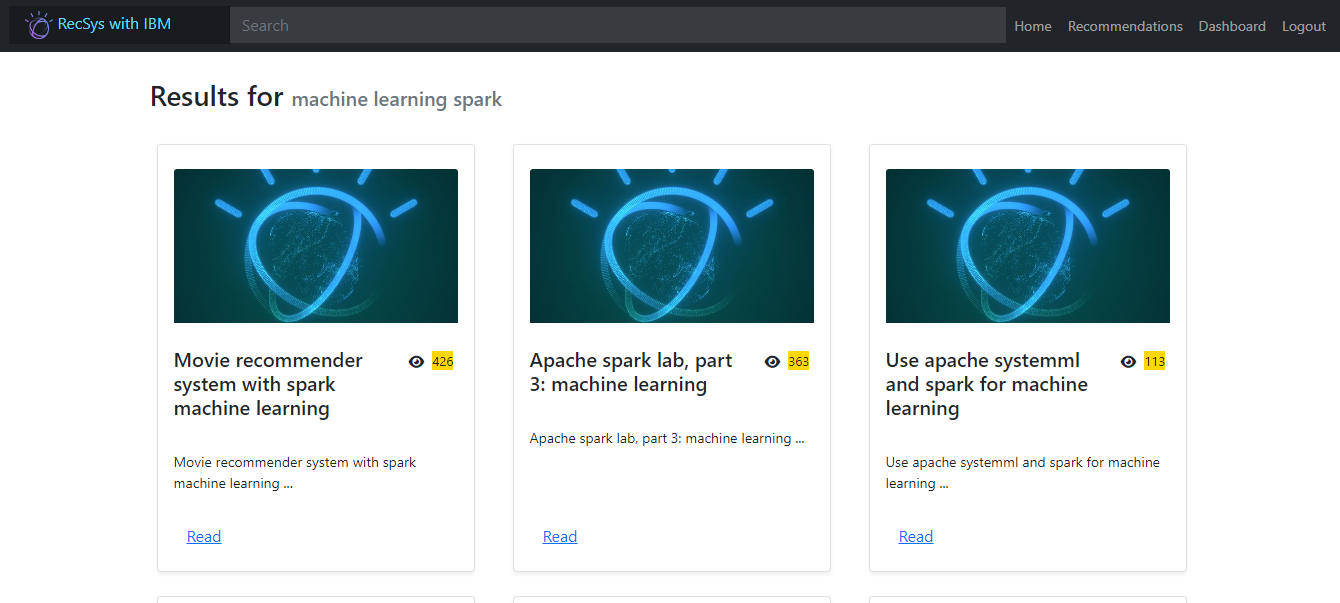 RecSys with IBM
Search
Home
Recommendations
Dashboard
Logout
Results for machine learning spark
Movie recommender
system with spark
machine learning
426
Movie recommender system with spark
machine learning ...
Read
Apache spark lab, part
3: machine learning
363
Apache spark lab, part 3: machine learning ...
Read
Use apache systemml
and spark for machine
learning
113
Use apache systemml and spark for machine
learning ...
Read